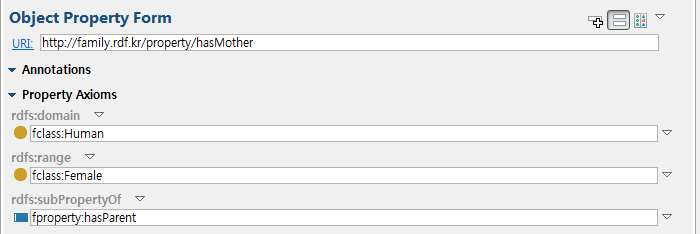 Object Property Form
URI: http://family.rdf.kr/property/hasMother
Annotations
Property Axioms
rdfs:domain
fclass:Human
rdfs:range
fclass:Female
rdfs:subPropertyOf
fproperty:hasParent